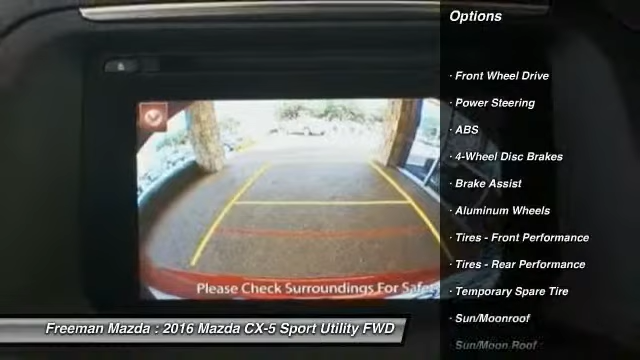 Options
· Front Wheel Drive
· Power Steering
· ABS
· 4-Wheel Disc Brakes
· Brake Assist
· Aluminum Wheels
· Tires - Front Performance
· Tires - Rear Performance
· Temporary Spare Tire
· Sun/Moonroof
· Sun/Moon Roof
Please Check Surroundings For Safe
Freeman Mazda : 2016 Mazda CX-5 Sport Utility FWD